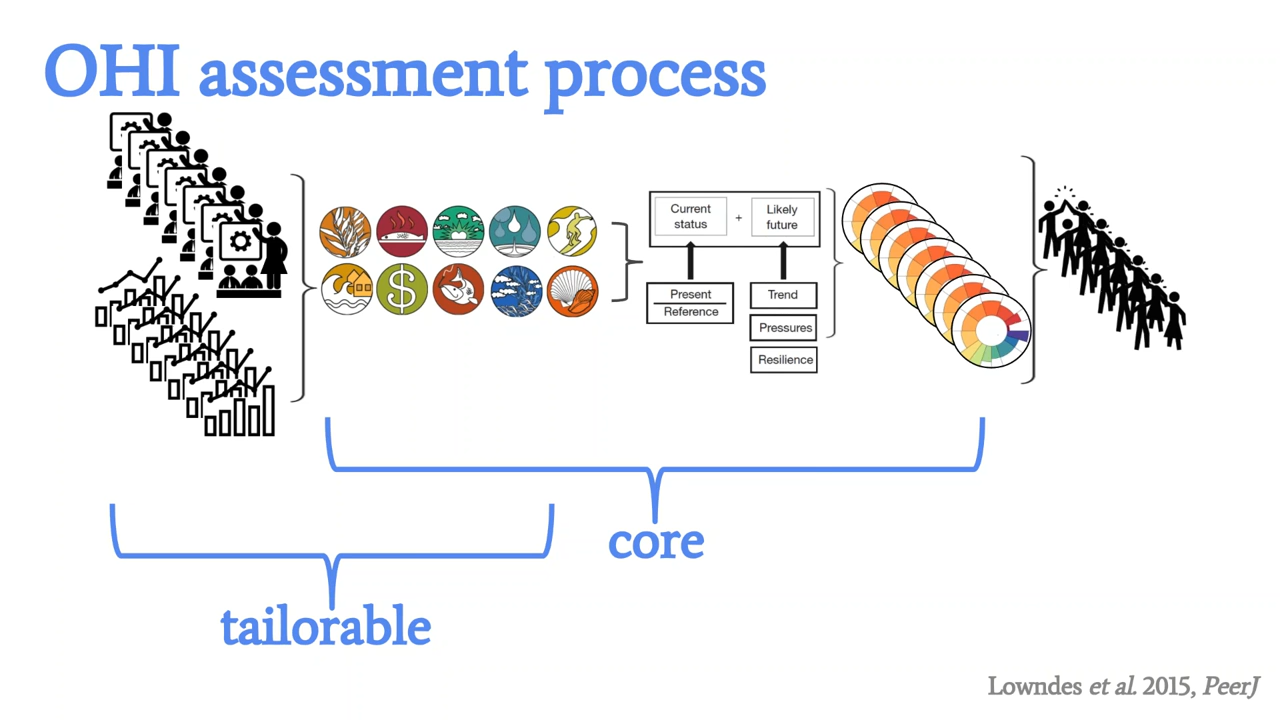 OHI assessment process
Current
status
+
Likely
future
Present
Reference
Trend
Pressures
Resilience
$
core
tailorable
Lowndes et al. 2015, PeerJ